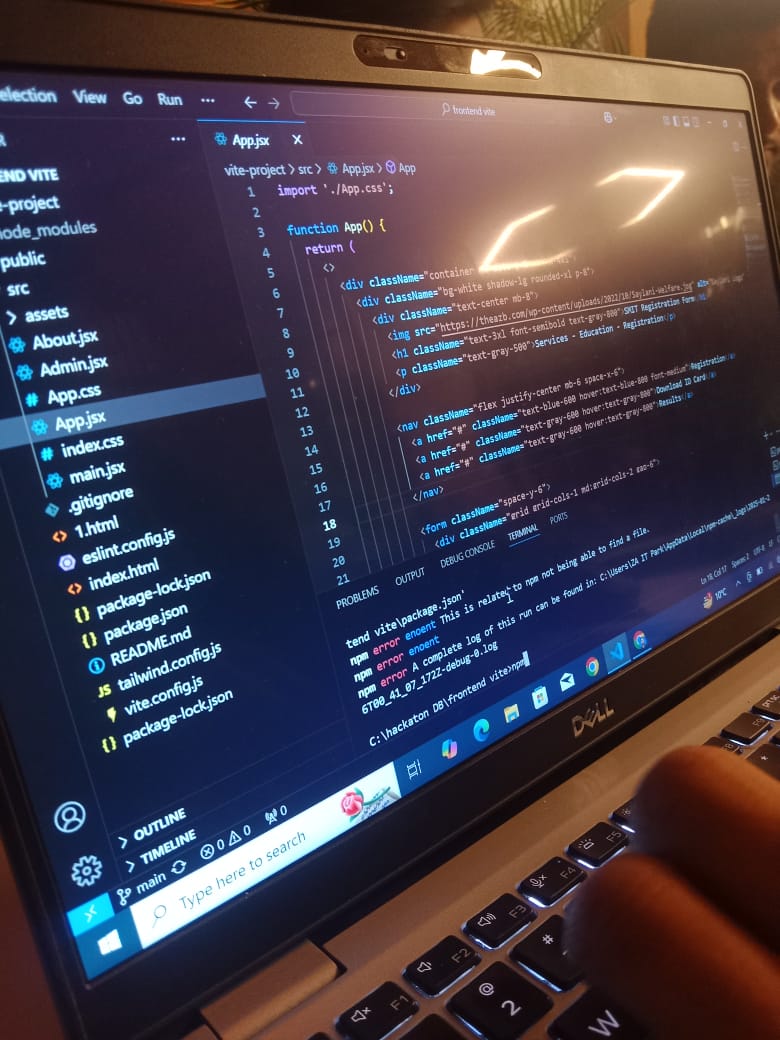 election View Go Run ··· ← →
frontend vite
R ···
App.jsx ×
END VITE
e-project
node_modules
public
src
> assets
About.jsx
Admin.jsx
# App.css
App.jsx
# index.css
main.jsx
.gitignore
<> 1.html
eslint.config.js
<> index.html
{} package-lock.json
{} package.json
README.md
JS tailwind.config.js
vite.config.js
{} package-lock.json
> OUTLINE
> TIMELINE
vite-project > src > App.jsx > App
1 import './App.css';
2
3 function App() {
4 return (
5 <>
6 <div className="container
7 <div className="bg-white shadow-lg rounded-xl p-8">
8 <div className="text-center mb-8">
9 <img src="https://theazb.com/wp-content/uploads/2022/10/Saylani-Welfare.jpg" alt="Saylani Logo"
10 <h1 className="text-3xl font-semibold text-gray-800">SMIT Registration Form</h1>
11 <p className="text-gray-500">Services - Education - Registration</p>
12 </div>
13
14 <nav className="flex justify-center mb-6 space-x-6">
15 <a href="#" className="text-blue-600 hover:text-blue-800 font-medium">Registration</a>
16 <a href="#" className="text-gray-600 hover:text-gray-800">Download ID Card</a>
17 <a href="#" className="text-gray-600 hover:text-gray-800">Results</a>
18 </nav>
19
20 <form className="space-y-6">
21 <div className="grid grid-cols-1 md:grid-cols-2 gap-6">
PROBLEMS OUTPUT DEBUG CONSOLE TERMINAL PORTS
tend vite\package.json'
npm error enoent This is related to npm not being able to find a file.
npm error enoent
npm error A complete log of this run can be found in: C:\Users\ZA IT Park\AppData\Local\npm-cache\_logs\2025-01-2
6T00_41_07_172Z-debug-0.log
C:\hackaton DB\frontend vite>npm
main 0 0 0
Ln 18, Col 17 Spaces: 2 UTF-8
Type here to search
10°C
DELL
F1
F2
F3
F4
F5
@ 2
#
W